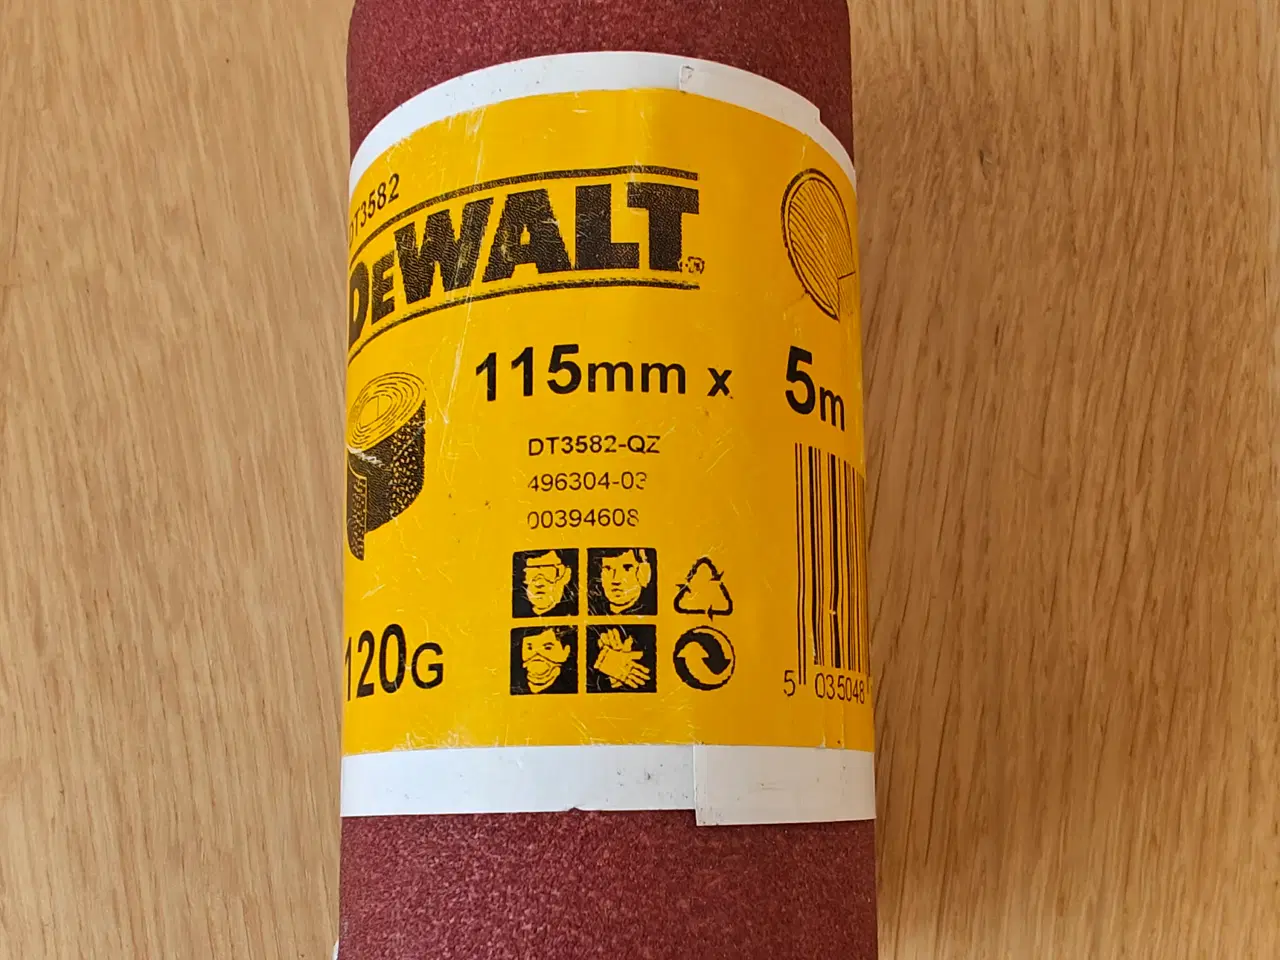 DT3582
DEWALT
115mm x 5m
DT3582-QZ
496304-03
00394608
120G
5 035048